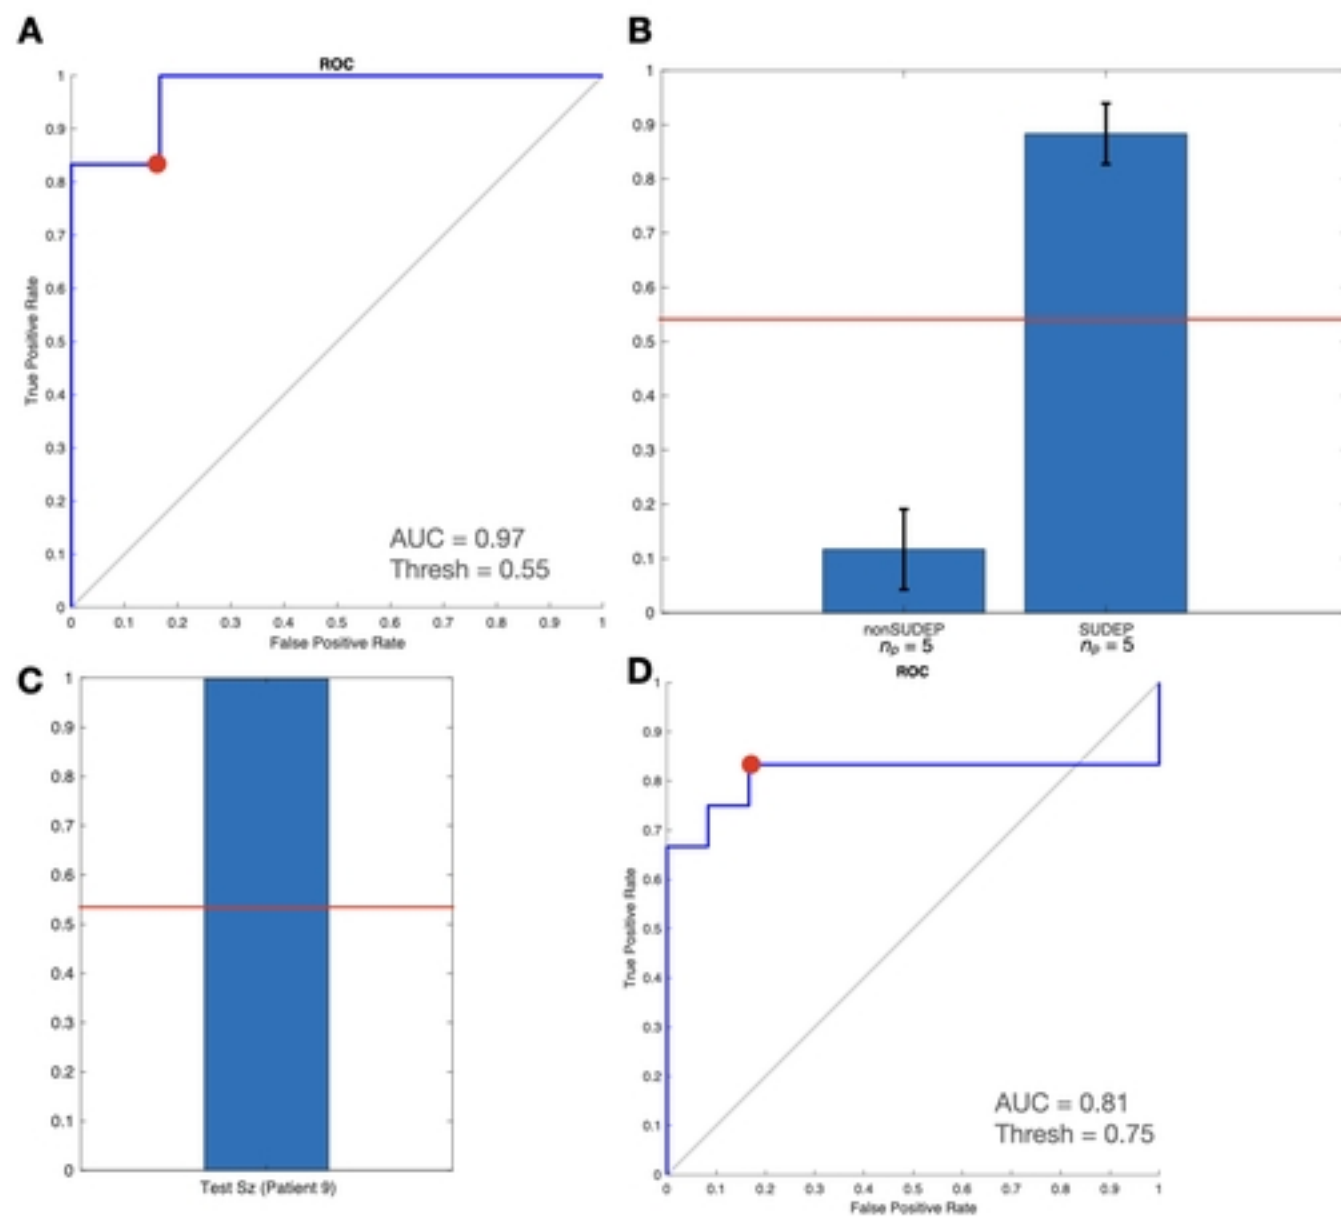 A
ROC
1
0.9
0.8
0.7
0.6
0.5
0.4
0.3
0.2
0.1
0
True Positive Rate
AUC = 0.97
Thresh = 0.55
0 0.1 0.2 0.3 0.4 0.5 0.6 0.7 0.8 0.9 1
False Positive Rate
B
1
0.9
0.8
0.7
0.6
0.5
0.4
0.3
0.2
0.1
0
nonSUDEP SUDEP
np = 5 np = 5
C
1
0.9
0.8
0.7
0.6
0.5
0.4
0.3
0.2
0.1
0
Test Sz (Patient 9)
D
ROC
1
0.9
0.8
0.7
0.6
0.5
0.4
0.3
0.2
0.1
0
True Positive Rate
AUC = 0.81
Thresh = 0.75
0 0.1 0.2 0.3 0.4 0.5 0.6 0.7 0.8 0.9 1
False Positive Rate